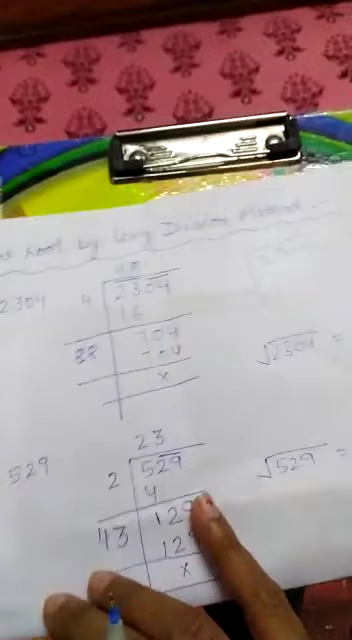 root by Long Division Method
48
2304 4 2304
16
88 704 √2304 =
704
x
23
529 2 529 √529 =
4
43 129
129
x